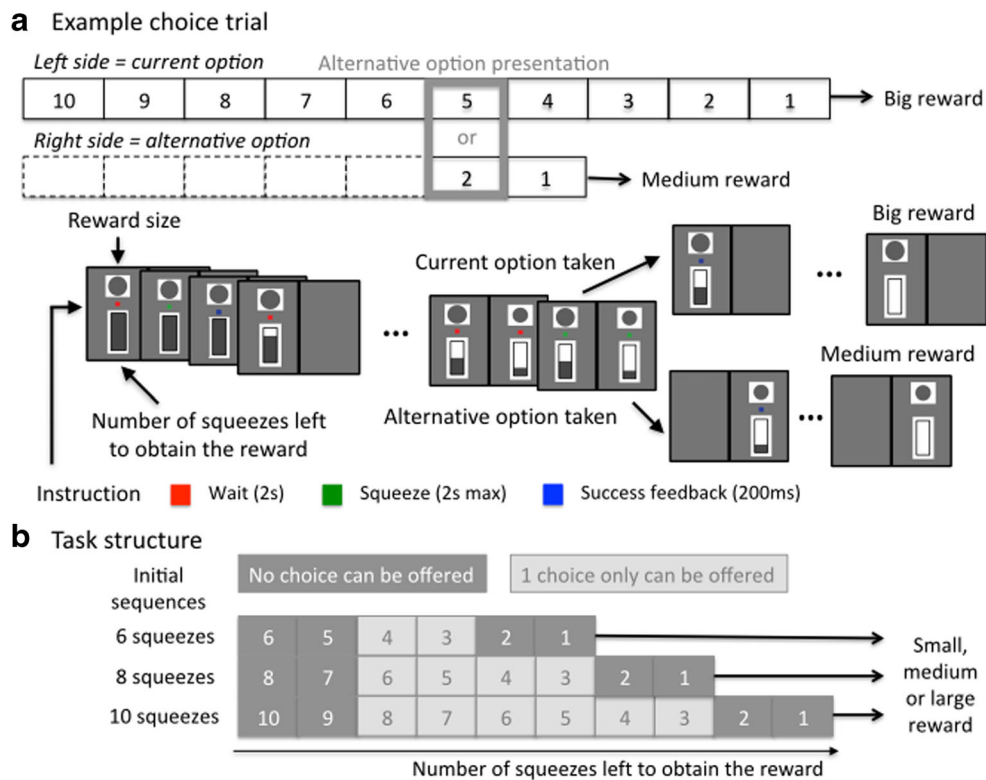 a Example choice trial
Left side = current option Alternative option presentation
10 9 8 7 6 5 4 3 2 1 Big reward
Right side = alternative option or
2 1 Medium reward
Reward size
Big reward
Current option taken
...
...
Medium reward
Number of squeezes left
to obtain the reward
Alternative option taken
...
Instruction Wait (2s) Squeeze (2s max) Success feedback (200ms)
b Task structure
Initial
sequences
No choice can be offered 1 choice only can be offered
6 squeezes 6 5 4 3 2 1
8 squeezes 8 7 6 5 4 3 2 1
10 squeezes 10 9 8 7 6 5 4 3 2 1
Small,
medium
or large
reward
Number of squeezes left to obtain the reward